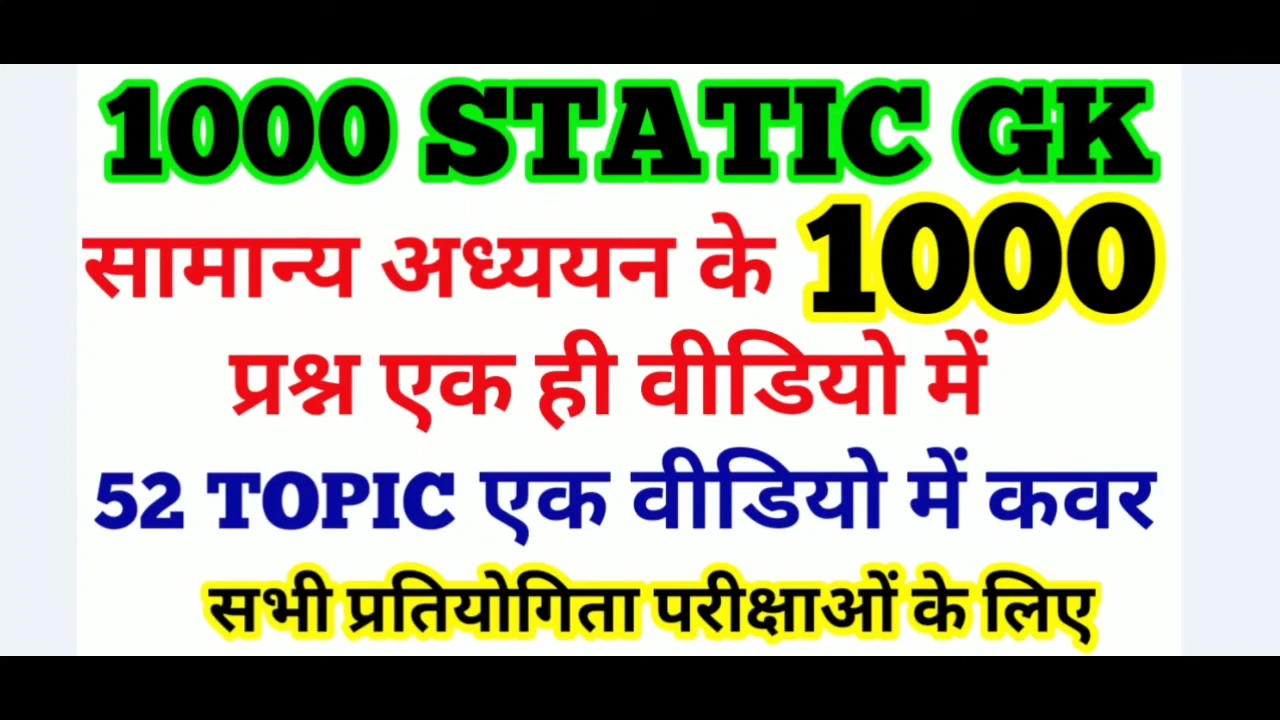 1000 STATIC GK
सामान्य अध्ययन के 1000
प्रश्न एक ही वीडियो में
52 TOPIC एक वीडियो में कवर
सभी प्रतियोगिता परीक्षाओं के लिए